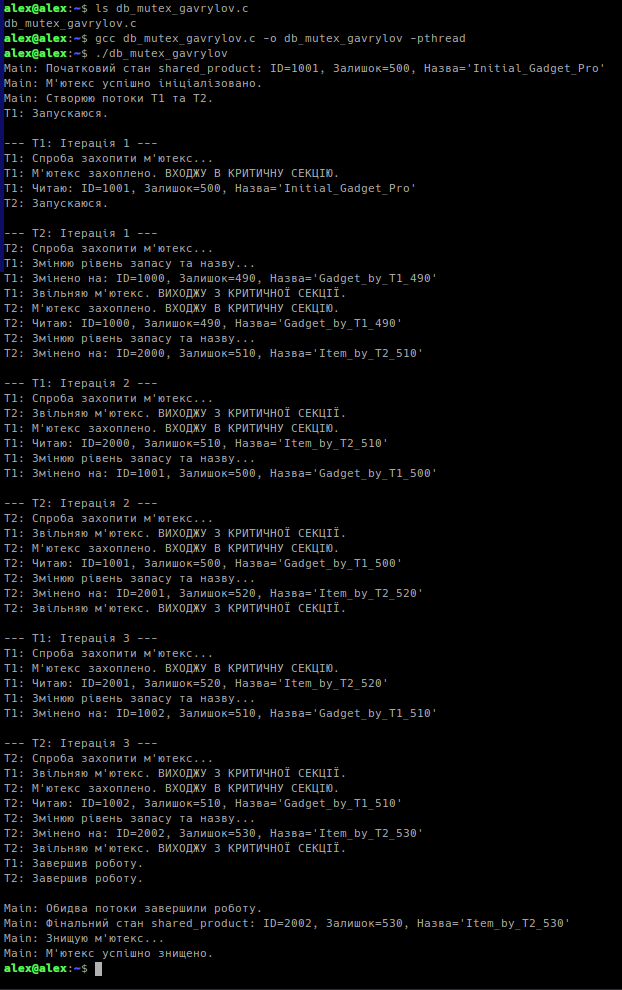 alex@alex:~$ ls db_mutex_gavrylov.c
db_mutex_gavrylov.c
alex@alex:~$ gcc db_mutex_gavrylov.c -o db_mutex_gavrylov -pthread
alex@alex:~$ ./db_mutex_gavrylov
Main: Початковий стан shared_product: ID=1001, Залишок=500, Назва='Initial_Gadget_Pro'
Main: М'ютекс успішно ініціалізовано.
Main: Створюю потоки T1 та T2.
T1: Запускаюся.

--- T1: Ітерація 1 ---
T1: Спроба захопити м'ютекс...
T1: М'ютекс захоплено. ВХОДЖУ В КРИТИЧНУ СЕКЦІЮ.
T1: Читаю: ID=1001, Залишок=500, Назва='Initial_Gadget_Pro'
T2: Запускаюся.

--- T2: Ітерація 1 ---
T2: Спроба захопити м'ютекс...
T1: Змінюю рівень запасу та назву...
T1: Змінено на: ID=1000, Залишок=490, Назва='Gadget_by_T1_490'
T1: Звільняю м'ютекс. ВИХОДЖУ З КРИТИЧНОЇ СЕКЦІЇ.
T2: М'ютекс захоплено. ВХОДЖУ В КРИТИЧНУ СЕКЦІЮ.
T2: Читаю: ID=1000, Залишок=490, Назва='Gadget_by_T1_490'
T2: Змінюю рівень запасу та назву...
T2: Змінено на: ID=2000, Залишок=510, Назва='Item_by_T2_510'

--- T1: Ітерація 2 ---
T1: Спроба захопити м'ютекс...
T2: Звільняю м'ютекс. ВИХОДЖУ З КРИТИЧНОЇ СЕКЦІЇ.
T1: М'ютекс захоплено. ВХОДЖУ В КРИТИЧНУ СЕКЦІЮ.
T1: Читаю: ID=2000, Залишок=510, Назва='Item_by_T2_510'
T1: Змінюю рівень запасу та назву...
T1: Змінено на: ID=1001, Залишок=500, Назва='Gadget_by_T1_500'

--- T2: Ітерація 2 ---
T2: Спроба захопити м'ютекс...
T1: Звільняю м'ютекс. ВИХОДЖУ З КРИТИЧНОЇ СЕКЦІЇ.
T2: М'ютекс захоплено. ВХОДЖУ В КРИТИЧНУ СЕКЦІЮ.
T2: Читаю: ID=1001, Залишок=500, Назва='Gadget_by_T1_500'
T2: Змінюю рівень запасу та назву...
T2: Змінено на: ID=2001, Залишок=520, Назва='Item_by_T2_520'
T2: Звільняю м'ютекс. ВИХОДЖУ З КРИТИЧНОЇ СЕКЦІЇ.

--- T1: Ітерація 3 ---
T1: Спроба захопити м'ютекс...
T1: М'ютекс захоплено. ВХОДЖУ В КРИТИЧНУ СЕКЦІЮ.
T1: Читаю: ID=2001, Залишок=520, Назва='Item_by_T2_520'
T1: Змінюю рівень запасу та назву...
T1: Змінено на: ID=1002, Залишок=510, Назва='Gadget_by_T1_510'

--- T2: Ітерація 3 ---
T2: Спроба захопити м'ютекс...
T1: Звільняю м'ютекс. ВИХОДЖУ З КРИТИЧНОЇ СЕКЦІЇ.
T2: М'ютекс захоплено. ВХОДЖУ В КРИТИЧНУ СЕКЦІЮ.
T2: Читаю: ID=1002, Залишок=510, Назва='Gadget_by_T1_510'
T2: Змінюю рівень запасу та назву...
T2: Змінено на: ID=2002, Залишок=530, Назва='Item_by_T2_530'
T2: Звільняю м'ютекс. ВИХОДЖУ З КРИТИЧНОЇ СЕКЦІЇ.
T1: Завершив роботу.
T2: Завершив роботу.

Main: Обидва потоки завершили роботу.
Main: Фінальний стан shared_product: ID=2002, Залишок=530, Назва='Item_by_T2_530'
Main: Знищую м'ютекс...
Main: М'ютекс успішно знищено.
alex@alex:~$